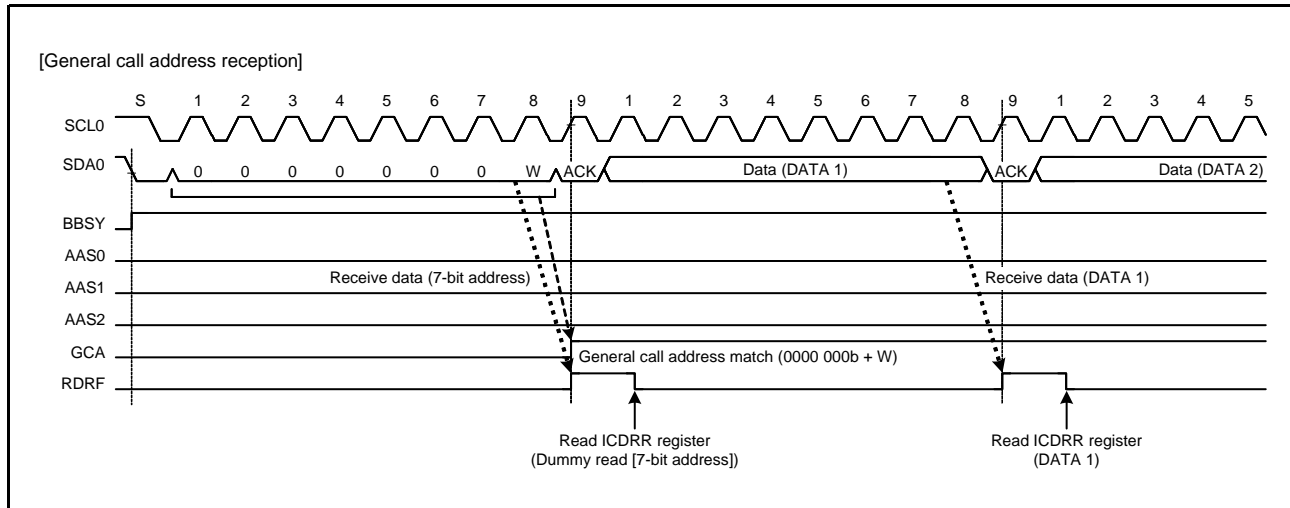 [General call address reception]
S 1 2 3 4 5 6 7 8 9 1 2 3 4 5 6 7 8 9 1 2 3 4 5
SCL0
SDA0 0 0 0 0 0 0 0 W ACK Data (DATA 1) ACK Data (DATA 2)
BBSY
AAS0
Receive data (7-bit address) Receive data (DATA 1)
AAS1
AAS2
GCA General call address match (0000 000b + W)
RDRF
Read ICDRR register Read ICDRR register
(Dummy read [7-bit address]) (DATA 1)